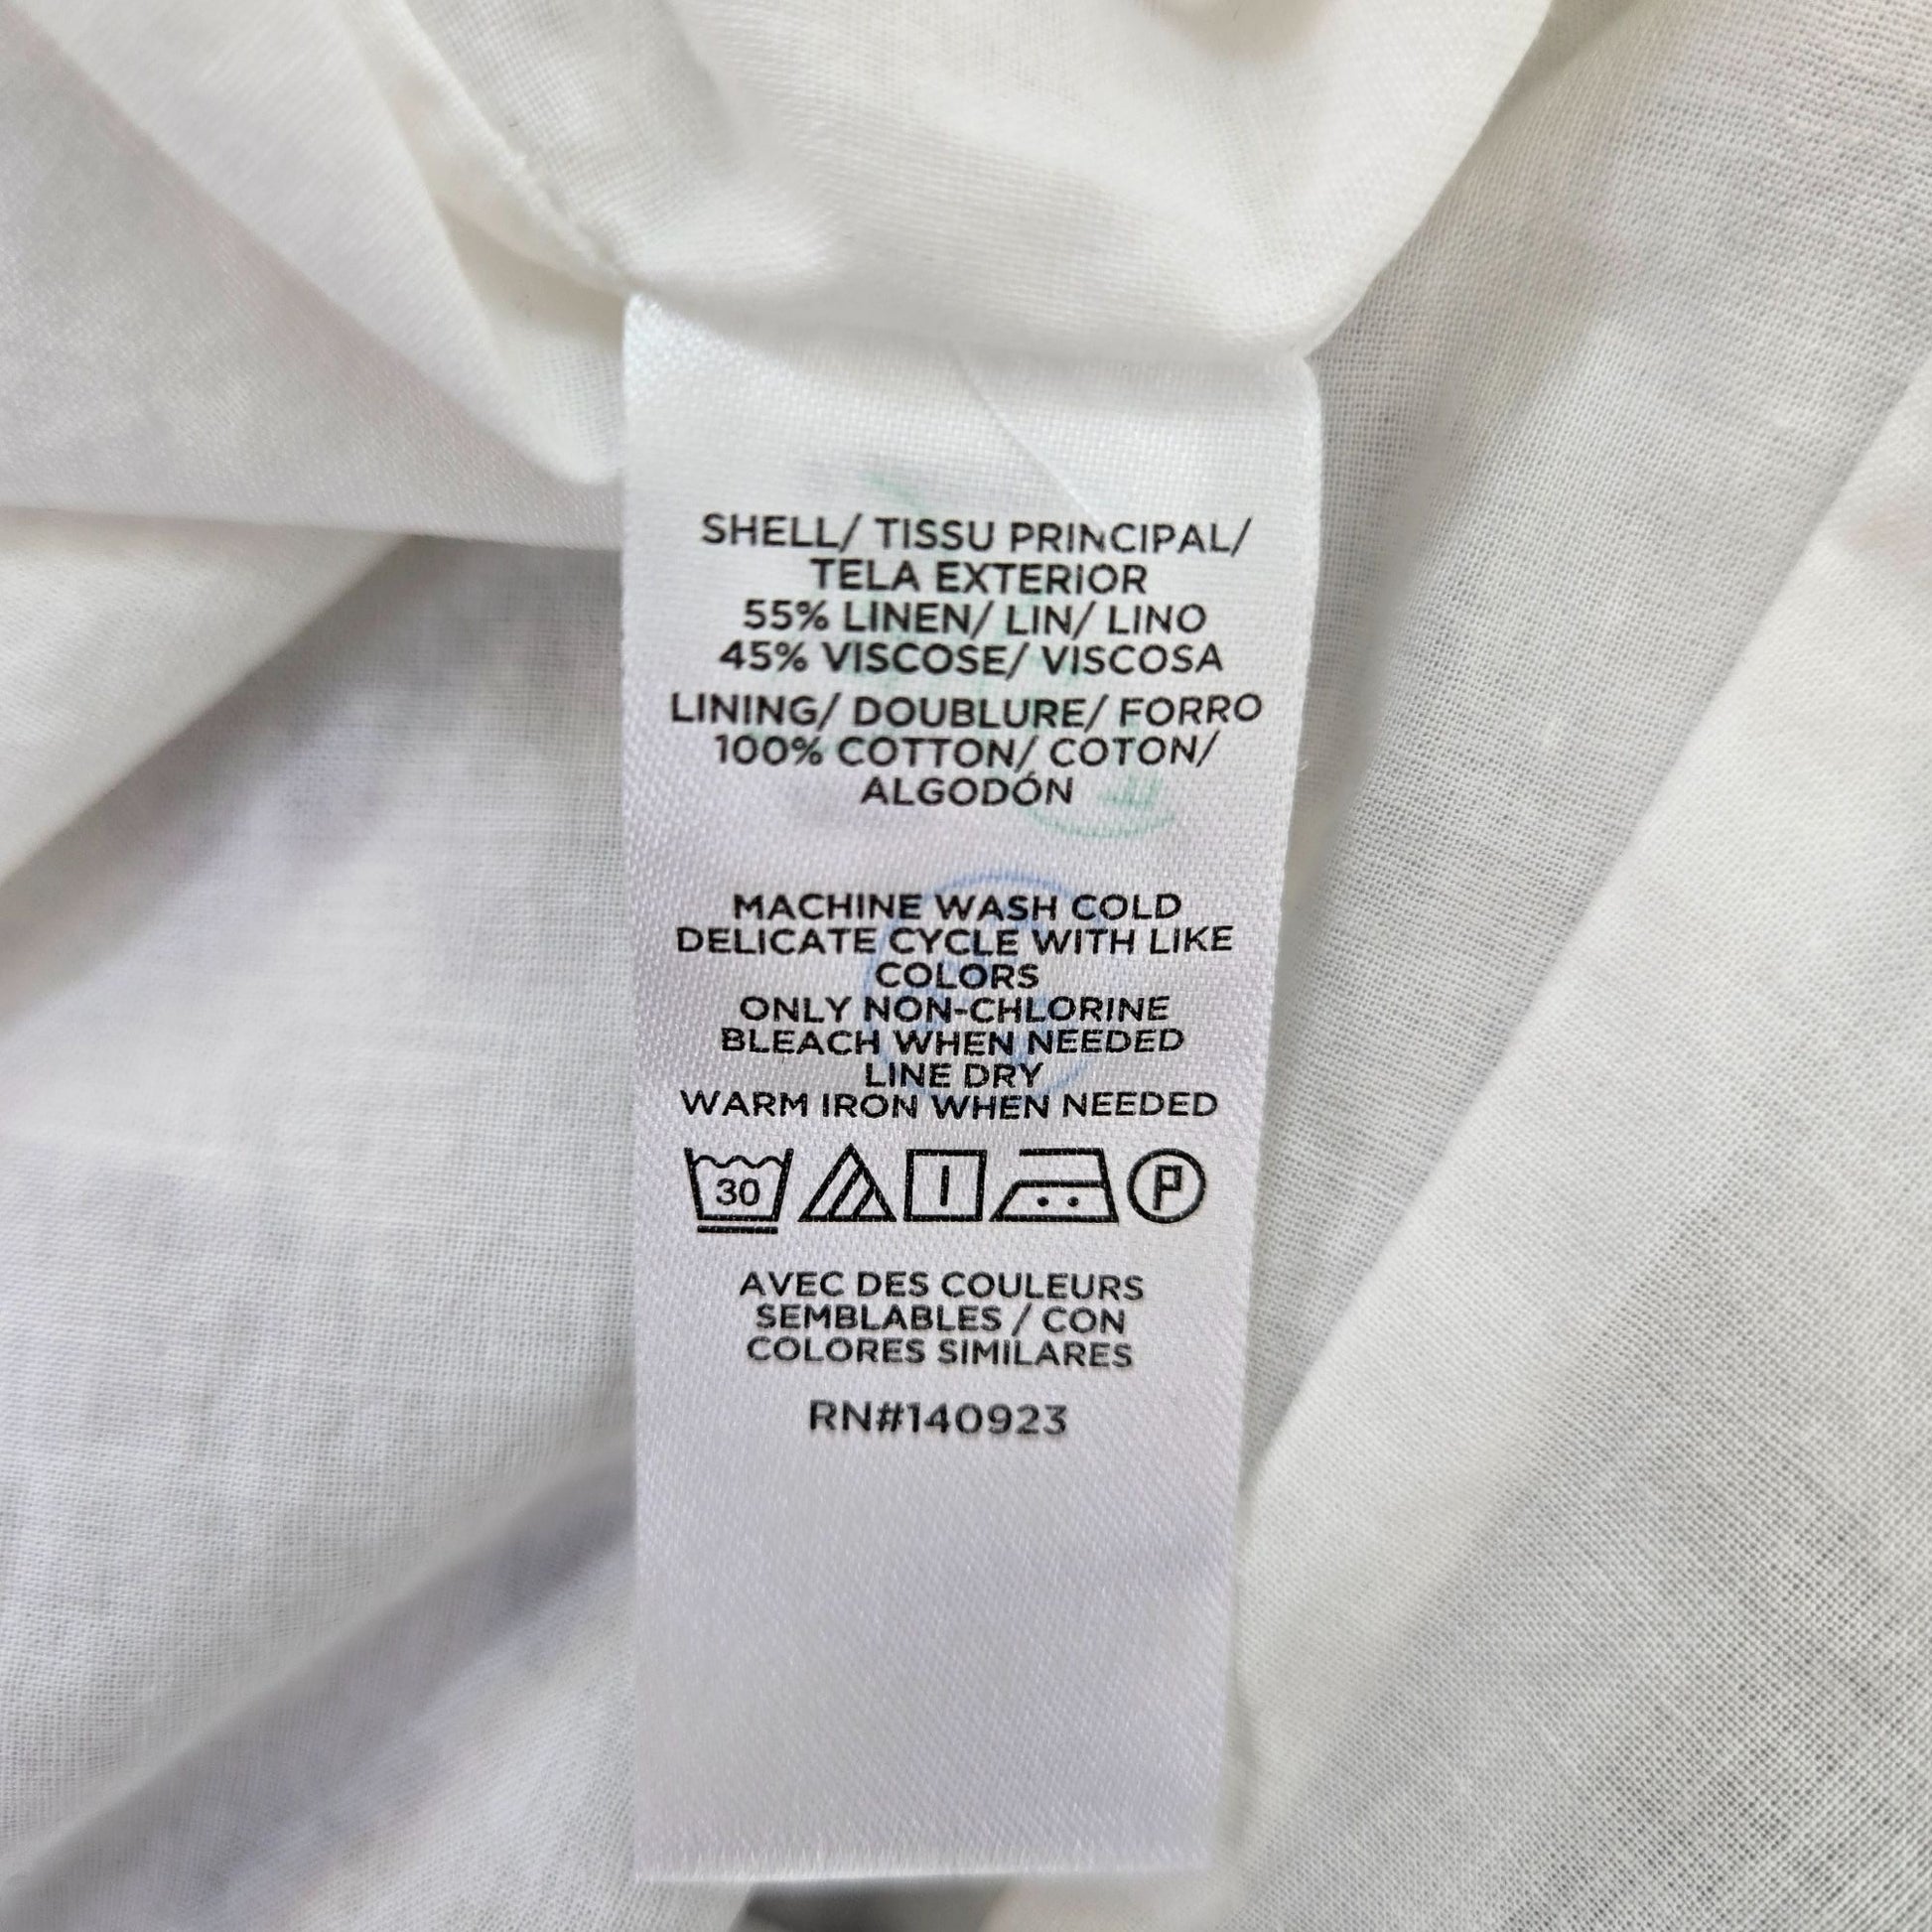 SHELL/ TISSU PRINCIPAL/
TELA EXTERIOR
55% LINEN/ LIN/ LINO
45% VISCOSE/ VISCOSA
LINING/ DOUBLURE/ FORRO
100% COTTON/ COTON/
ALGODÓN
MACHINE WASH COLD
DELICATE CYCLE WITH LIKE
COLORS
ONLY NON-CHLORINE
BLEACH WHEN NEEDED
LINE DRY
WARM IRON WHEN NEEDED
30 P
AVEC DES COULEURS
SEMBLABLES / CON
COLORES SIMILARES
RN#140923